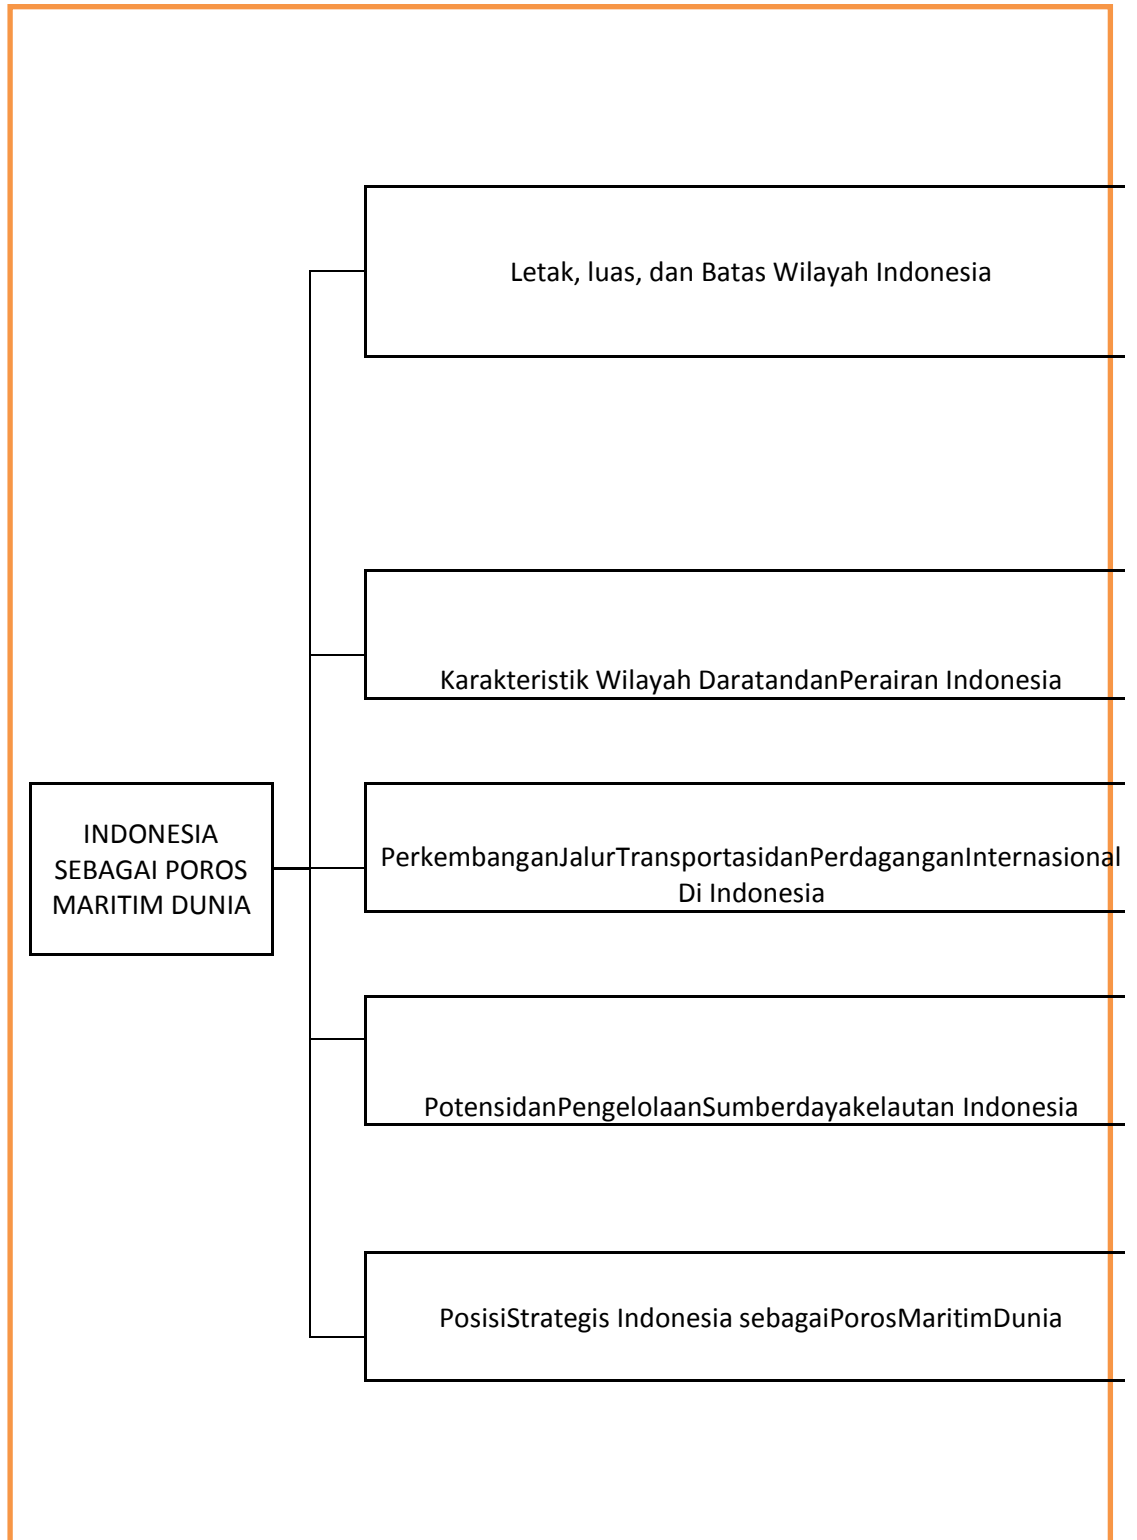 Letak, luas, dan Batas Wilayah Indonesia
Karakteristik Wilayah DaratandanPerairan Indonesia
INDONESIA
SEBAGAI POROS
MARITIM DUNIA
PerkembanganJalurTransportasidanPerdaganganInternasional
Di Indonesia
PotensidanPengelolaanSumberdayakelautan Indonesia
PosisiStrategis Indonesia sebagaiPorosMaritimDunia